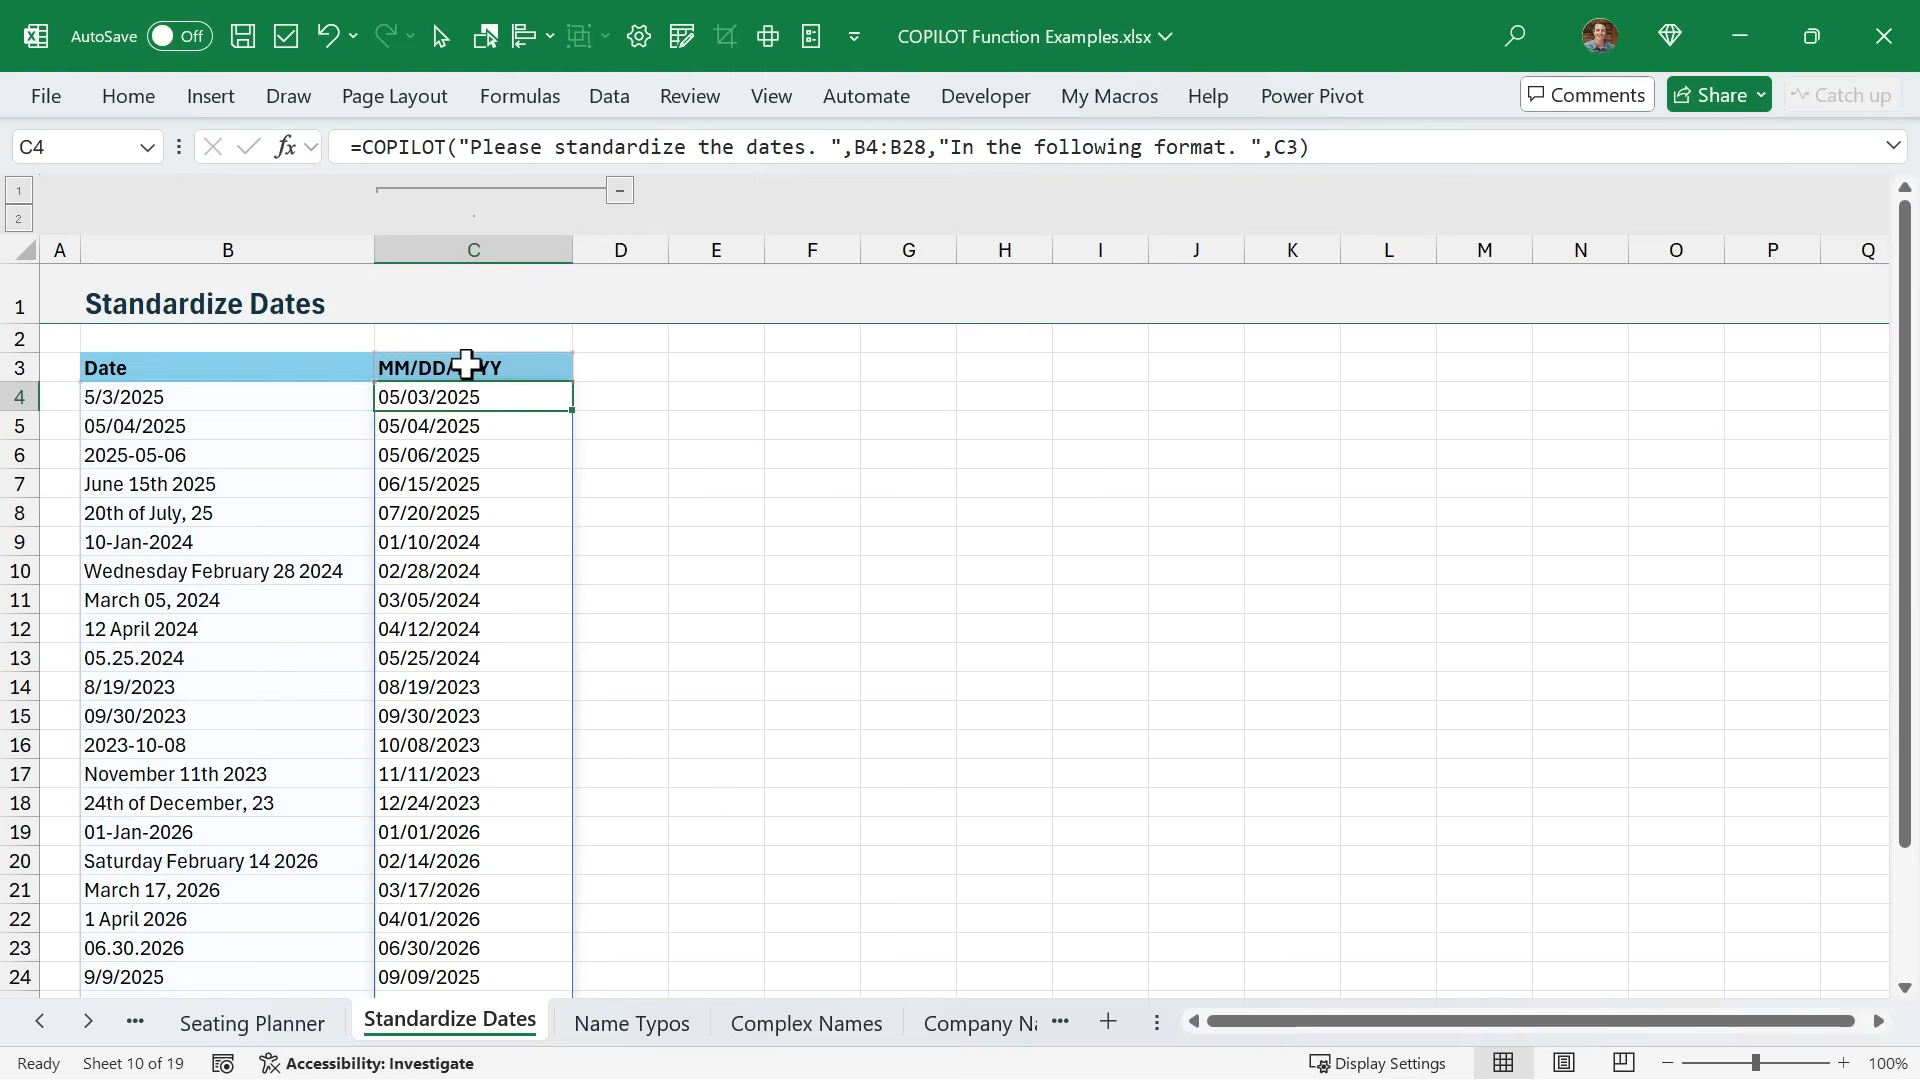 AutoSave Off COPILOT Function Examples.xlsx
File Home Insert Draw Page Layout Formulas Data Review View Automate Developer My Macros Help Power Pivot Comments Share Catch up
C4 fx =COPILOT("Please standardize the dates. ",B4:B28,"In the following format. ",C3)
1
2
A B C D E F G H I J K L M N O P Q
1 Standardize Dates
2
3 Date MM/DD/YY
4 5/3/2025 05/03/2025
5 05/04/2025 05/04/2025
6 2025-05-06 05/06/2025
7 June 15th 2025 06/15/2025
8 20th of July, 25 07/20/2025
9 10-Jan-2024 01/10/2024
10 Wednesday February 28 2024 02/28/2024
11 March 05, 2024 03/05/2024
12 12 April 2024 04/12/2024
13 05.25.2024 05/25/2024
14 8/19/2023 08/19/2023
15 09/30/2023 09/30/2023
16 2023-10-08 10/08/2023
17 November 11th 2023 11/11/2023
18 24th of December, 23 12/24/2023
19 01-Jan-2026 01/01/2026
20 Saturday February 14 2026 02/14/2026
21 March 17, 2026 03/17/2026
22 1 April 2026 04/01/2026
23 06.30.2026 06/30/2026
24 9/9/2025 09/09/2025
Seating Planner Standardize Dates Name Typos Complex Names Company Na
Ready Sheet 10 of 19 Accessibility: Investigate Display Settings 100%